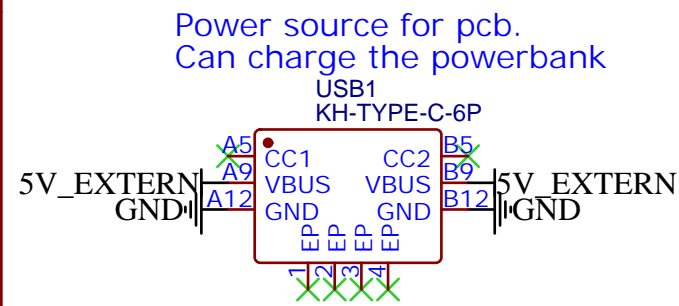 Power source for pcb.
Can charge the powerbank
USB1
KH-TYPE-C-6P
A5 CC1 CC2 B5
5V_EXTERN A9 VBUS VBUS B9 5V_EXTERN
GND A12 GND GND B12 GND
EP EP EP EP
1 2 3 4